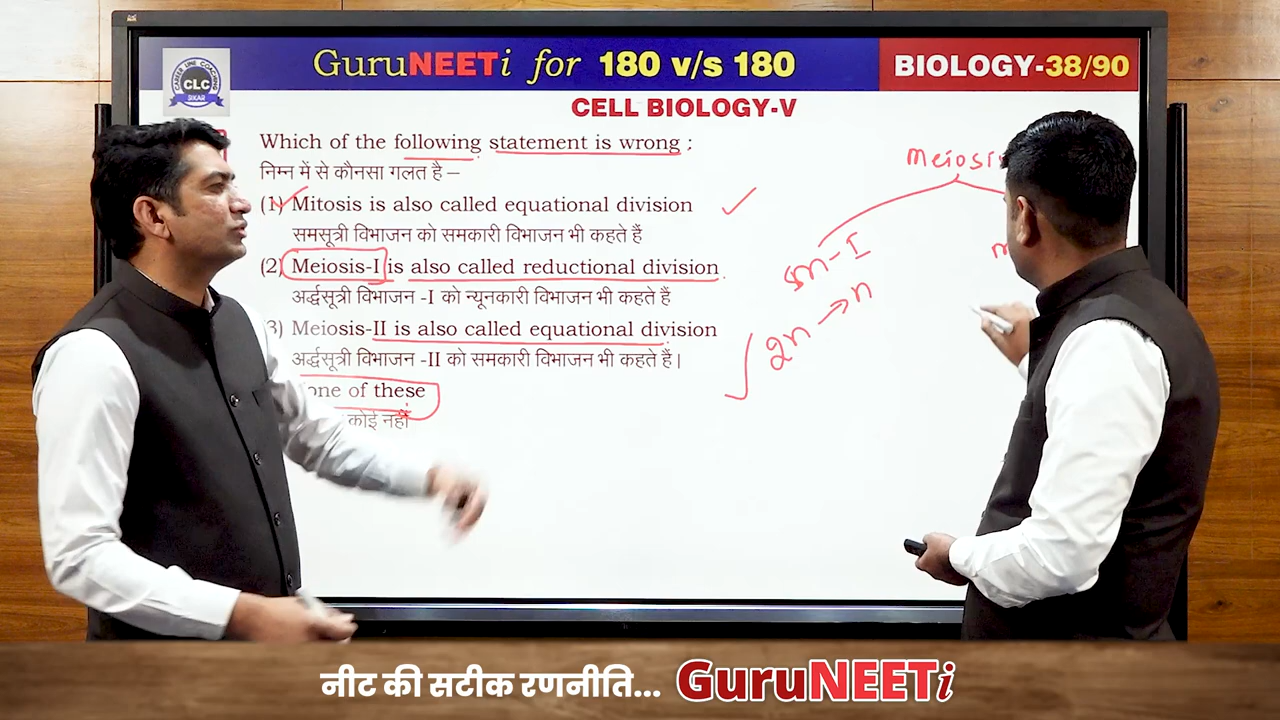 GuruNEETi for 180 v/s 180
BIOLOGY-38/90
CAREER LINE COACHING
CLC
SIKAR
CELL BIOLOGY-V
Which of the following statement is wrong :
निम्न में से कौनसा गलत है –
(1) Mitosis is also called equational division
समसूत्री विभाजन को समकारी विभाजन भी कहते हैं
(2) Meiosis-I is also called reductional division
अर्द्धसूत्री विभाजन -I को न्यूनकारी विभाजन भी कहते हैं
3) Meiosis-II is also called equational division
अर्द्धसूत्री विभाजन -II को समकारी विभाजन भी कहते हैं।
one of these
कोई नहीं
Meiosis
-I
2n → n
नीट की सटीक रणनीति... GuruNEETi